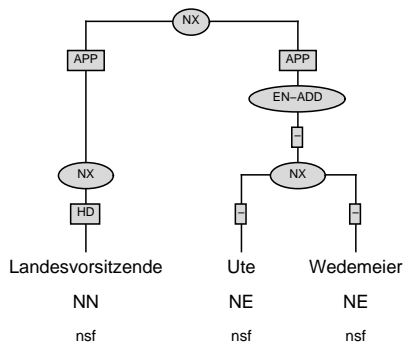 NX
APP APP
EN–ADD
–
NX NX
HD – –
Landesvorsitzende Ute Wedemeier
NN NE NE
nsf nsf nsf